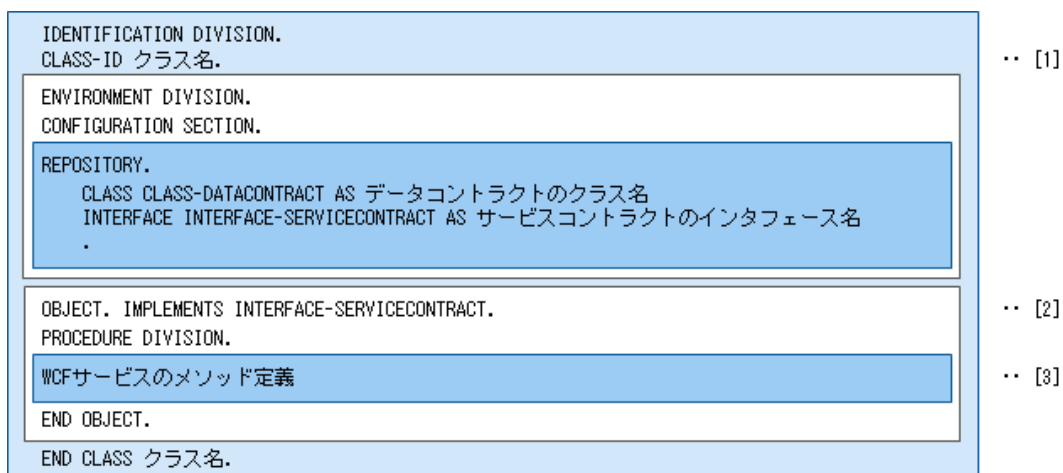 IDENTIFICATION DIVISION.
CLASS-ID クラス名. ‥ [1]
ENVIRONMENT DIVISION.
CONFIGURATION SECTION.
REPOSITORY.
CLASS CLASS-DATACONTRACT AS データコントラクトのクラス名
INTERFACE INTERFACE-SERVICECONTRACT AS サービスコントラクトのインタフェース名
.
OBJECT. IMPLEMENTS INTERFACE-SERVICECONTRACT. ‥ [2]
PROCEDURE DIVISION.
WCFサービスのメソッド定義 ‥ [3]
END OBJECT.
END CLASS クラス名.